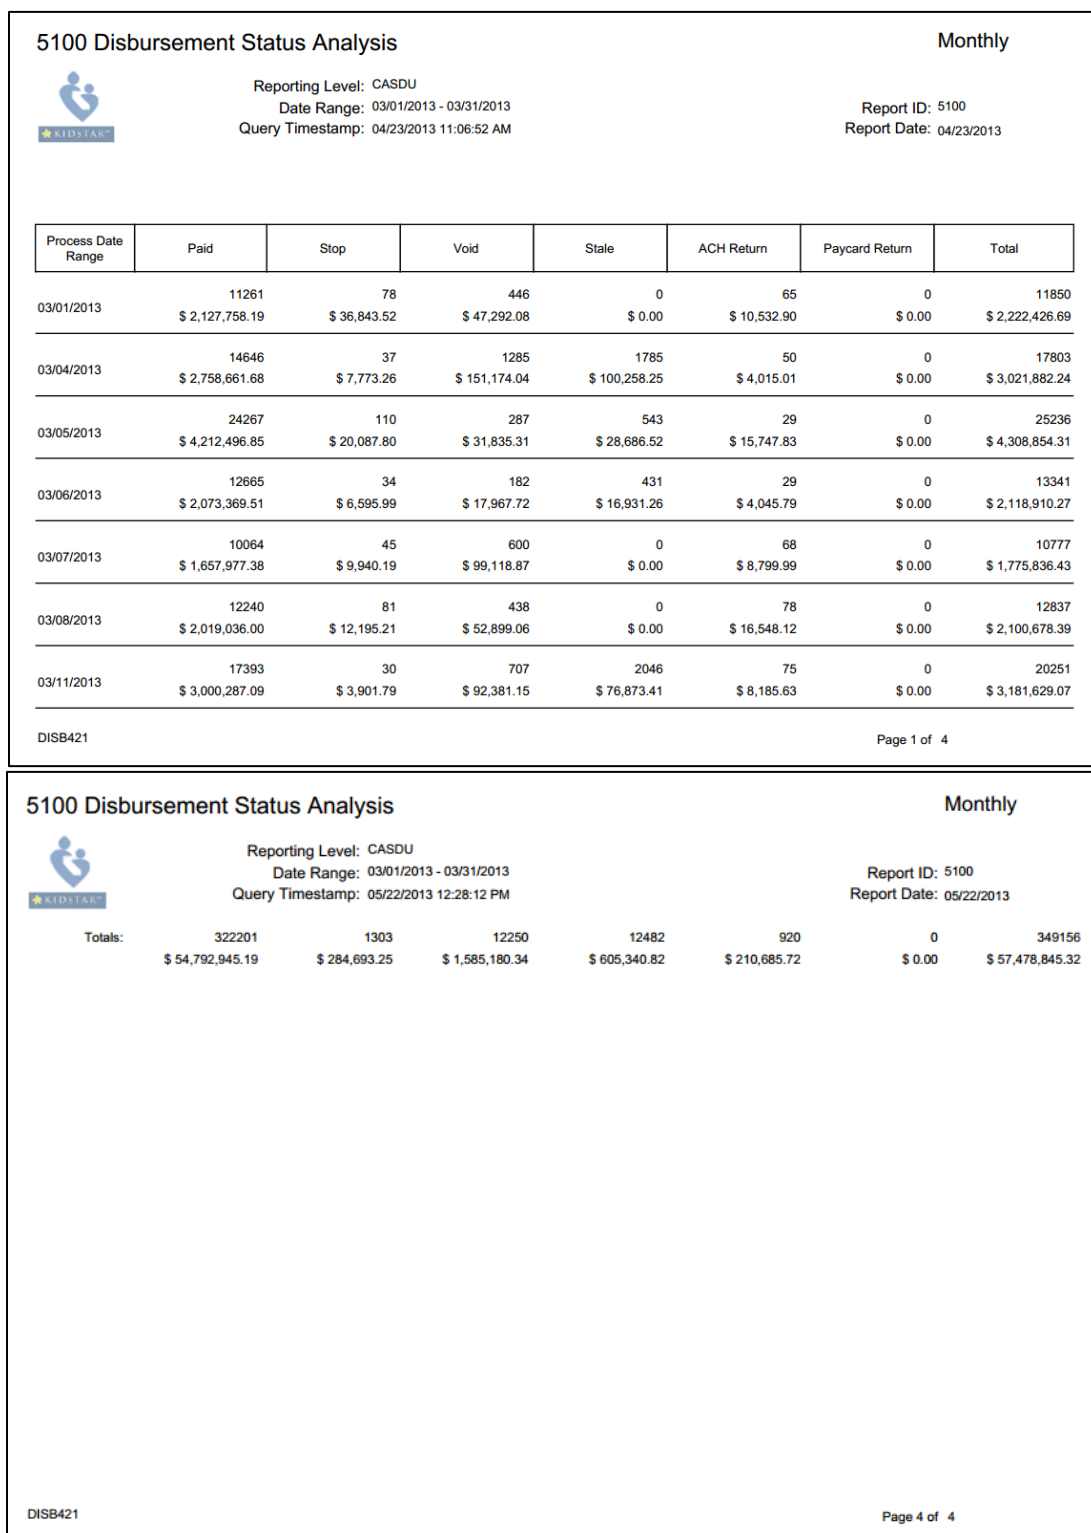 5100 Disbursement Status Analysis Monthly
KIDSTAR
Reporting Level: CASDU
Date Range: 03/01/2013 - 03/31/2013 Report ID: 5100
Query Timestamp: 04/23/2013 11:06:52 AM Report Date: 04/23/2013
Process Date Range Paid Stop Void Stale ACH Return Paycard Return Total
11261 78 446 0 65 0 11850
03/01/2013
$ 2,127,758.19 $ 36,843.52 $ 47,292.08 $ 0.00 $ 10,532.90 $ 0.00 $ 2,222,426.69
14646 37 1285 1785 50 0 17803
03/04/2013
$ 2,758,661.68 $ 7,773.26 $ 151,174.04 $ 100,258.25 $ 4,015.01 $ 0.00 $ 3,021,882.24
24267 110 287 543 29 0 25236
03/05/2013
$ 4,212,496.85 $ 20,087.80 $ 31,835.31 $ 28,686.52 $ 15,747.83 $ 0.00 $ 4,308,854.31
12665 34 182 431 29 0 13341
03/06/2013
$ 2,073,369.51 $ 6,595.99 $ 17,967.72 $ 16,931.26 $ 4,045.79 $ 0.00 $ 2,118,910.27
10064 45 600 0 68 0 10777
03/07/2013
$ 1,657,977.38 $ 9,940.19 $ 99,118.87 $ 0.00 $ 8,799.99 $ 0.00 $ 1,775,836.43
12240 81 438 0 78 0 12837
03/08/2013
$ 2,019,036.00 $ 12,195.21 $ 52,899.06 $ 0.00 $ 16,548.12 $ 0.00 $ 2,100,678.39
17393 30 707 2046 75 0 20251
03/11/2013
$ 3,000,287.09 $ 3,901.79 $ 92,381.15 $ 76,873.41 $ 8,185.63 $ 0.00 $ 3,181,629.07
DISB421 Page 1 of 4
5100 Disbursement Status Analysis Monthly
KIDSTAR
Reporting Level: CASDU
Date Range: 03/01/2013 - 03/31/2013 Report ID: 5100
Query Timestamp: 05/22/2013 12:28:12 PM Report Date: 05/22/2013
Totals: 322201 1303 12250 12482 920 0 349156
$ 54,792,945.19 $ 284,693.25 $ 1,585,180.34 $ 605,340.82 $ 210,685.72 $ 0.00 $ 57,478,845.32
DISB421 Page 4 of 4